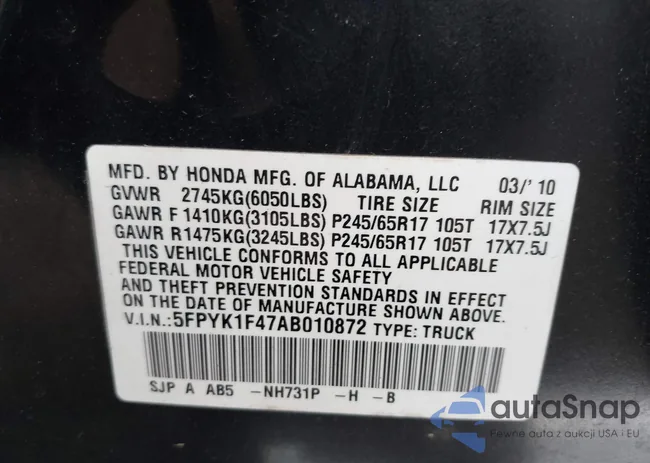 MFD. BY HONDA MFG. OF ALABAMA, LLC 03/'10
GVWR 2745KG(6050LBS) TIRE SIZE RIM SIZE
GAWR F 1410KG(3105LBS) P245/65R17 105T 17X7.5J
GAWR R 1475KG(3245LBS) P245/65R17 105T 17X7.5J
THIS VEHICLE CONFORMS TO ALL APPLICABLE
FEDERAL MOTOR VEHICLE SAFETY
AND THEFT PREVENTION STANDARDS IN EFFECT
ON THE DATE OF MANUFACTURE SHOWN ABOVE.
V.I.N.:5FPYK1F47AB010872 TYPE: TRUCK
SJP A AB5 -NH731P -H -B
autaSnap
Pewne auta z aukcji USA i EU